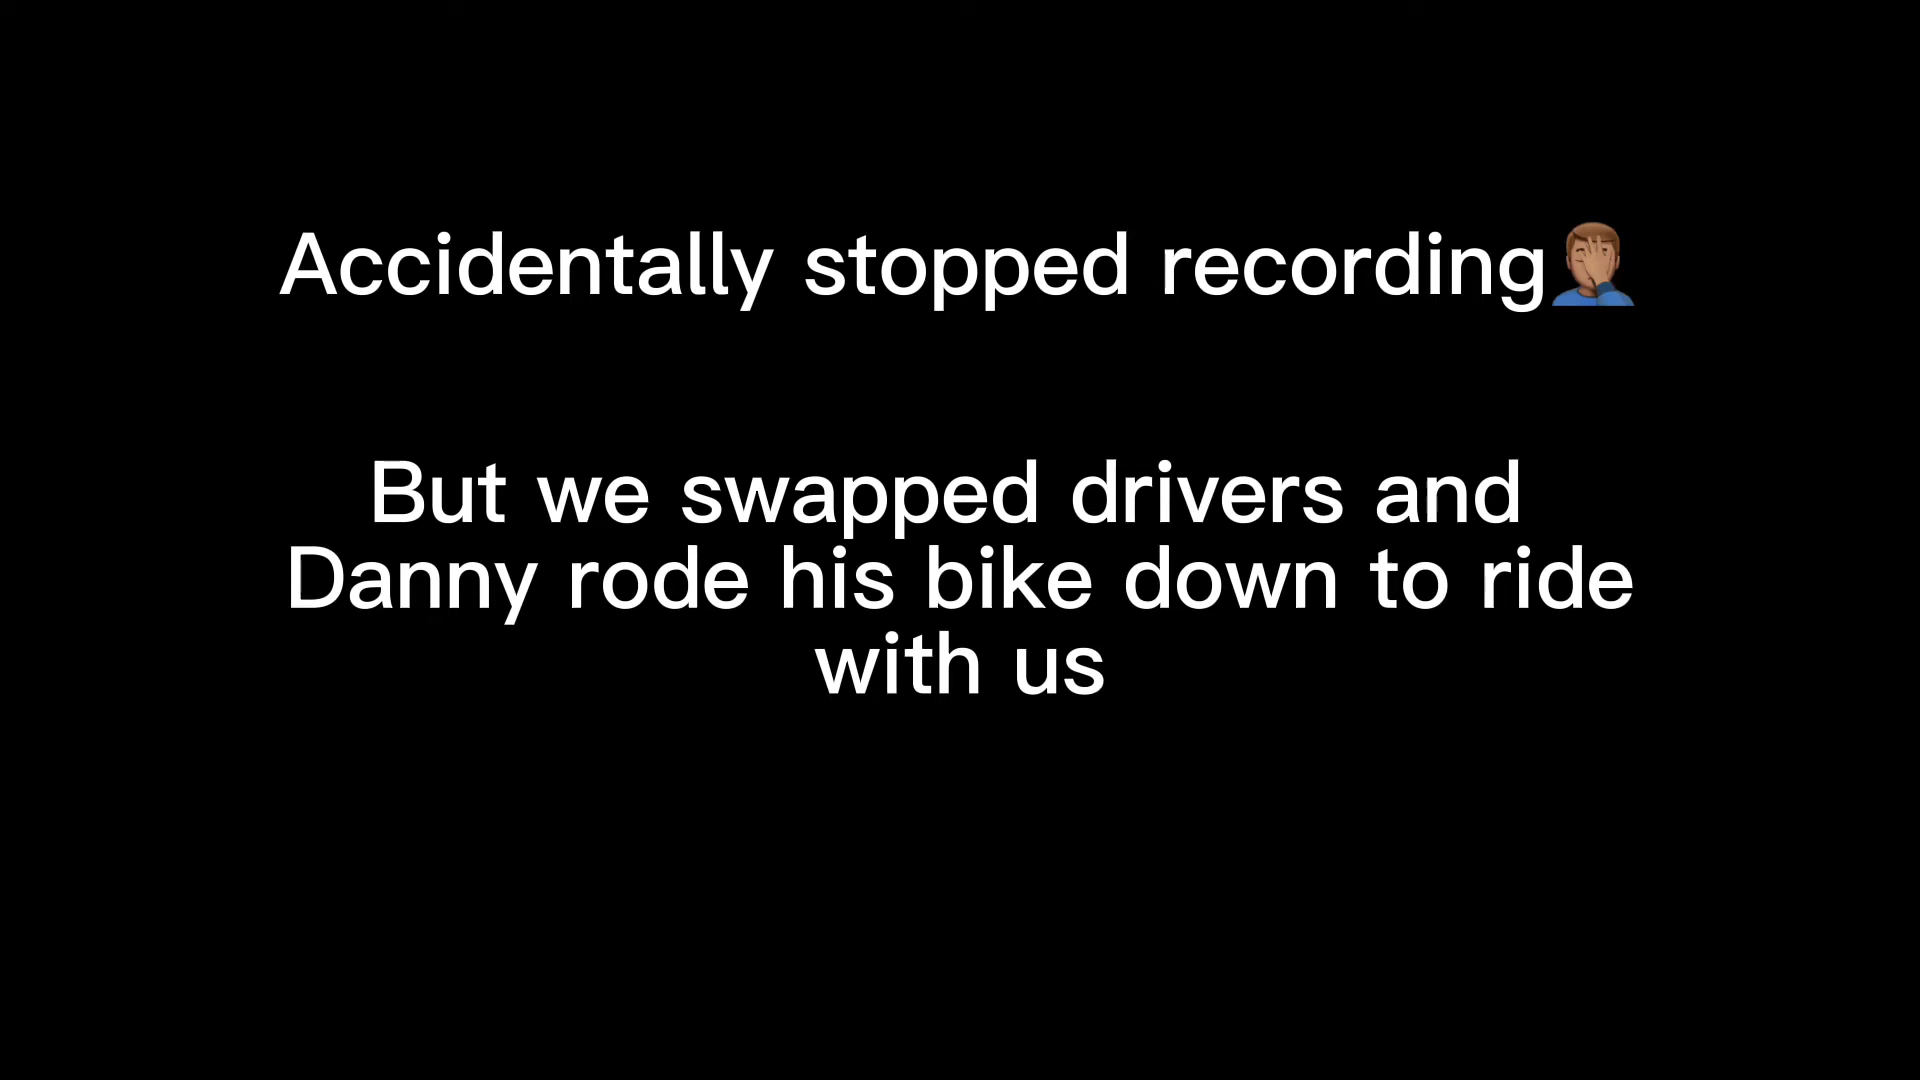 Accidentally stopped recording🤦🏽‍♂️
But we swapped drivers and
Danny rode his bike down to ride
with us